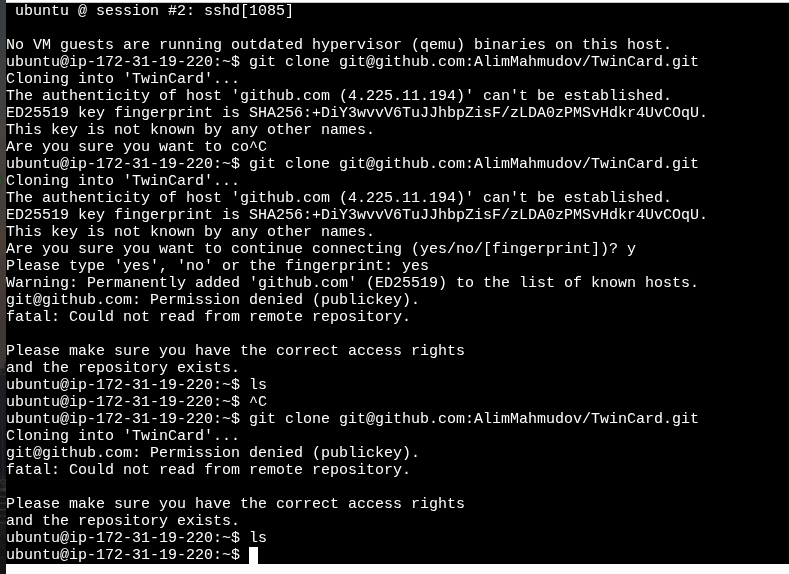 ubuntu @ session #2: sshd[1085]
No VM guests are running outdated hypervisor (qemu) binaries on this host.
ubuntu@ip-172-31-19-220:~$ git clone git@github.com:AlimMahmudov/TwinCard.git
Cloning into 'TwinCard'...
The authenticity of host 'github.com (4.225.11.194)' can't be established.
ED25519 key fingerprint is SHA256:+DiY3wvvV6TuJJhbpZisF/zLDA0zPMSvHdkr4UvCOqU.
This key is not known by any other names.
Are you sure you want to co^C
ubuntu@ip-172-31-19-220:~$ git clone git@github.com:AlimMahmudov/TwinCard.git
Cloning into 'TwinCard'...
The authenticity of host 'github.com (4.225.11.194)' can't be established.
ED25519 key fingerprint is SHA256:+DiY3wvvV6TuJJhbpZisF/zLDA0zPMSvHdkr4UvCOqU.
This key is not known by any other names.
Are you sure you want to continue connecting (yes/no/[fingerprint])? y
Please type 'yes', 'no' or the fingerprint: yes
Warning: Permanently added 'github.com' (ED25519) to the list of known hosts.
git@github.com: Permission denied (publickey).
fatal: Could not read from remote repository.
Please make sure you have the correct access rights
and the repository exists.
ubuntu@ip-172-31-19-220:~$ ls
ubuntu@ip-172-31-19-220:~$ ^C
ubuntu@ip-172-31-19-220:~$ git clone git@github.com:AlimMahmudov/TwinCard.git
Cloning into 'TwinCard'...
git@github.com: Permission denied (publickey).
fatal: Could not read from remote repository.
Please make sure you have the correct access rights
and the repository exists.
ubuntu@ip-172-31-19-220:~$ ls
ubuntu@ip-172-31-19-220:~$